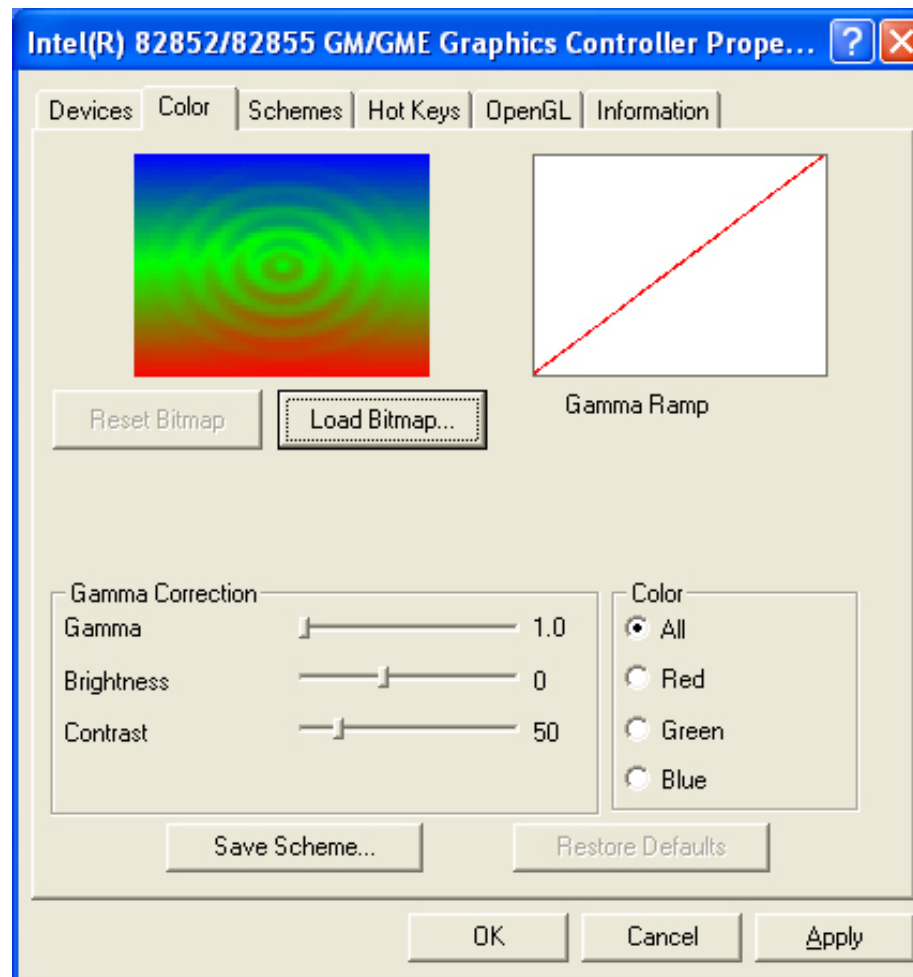 Intel(R) 82852/82855 GM/GME Graphics Controller Prope...
Devices Color Schemes Hot Keys OpenGL Information
Reset Bitmap Load Bitmap...
Gamma Ramp
Gamma Correction
Gamma 1.0
Brightness 0
Contrast 50
Color
All
Red
Green
Blue
Save Scheme... Restore Defaults
OK Cancel Apply